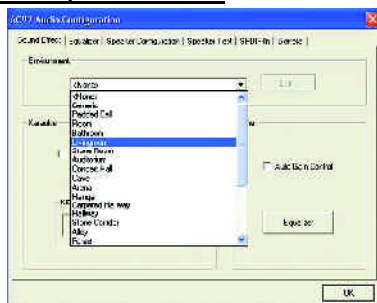 AC97 Audio Configuration
Sound Effect | Equalizer | Speaker Configuration | Speaker Test | S/PDIF-In | General |
Environment
<None>
<None>
Generic
Padded Cell
Room
Bathroom
Livingroom
Stone Room
Auditorium
Concert Hall
Cave
Arena
Hangar
Carpeted Hallway
Hallway
Stone Corridor
Alley
Forest
Karaoke
Auto Gain Control
Equalizer
OK